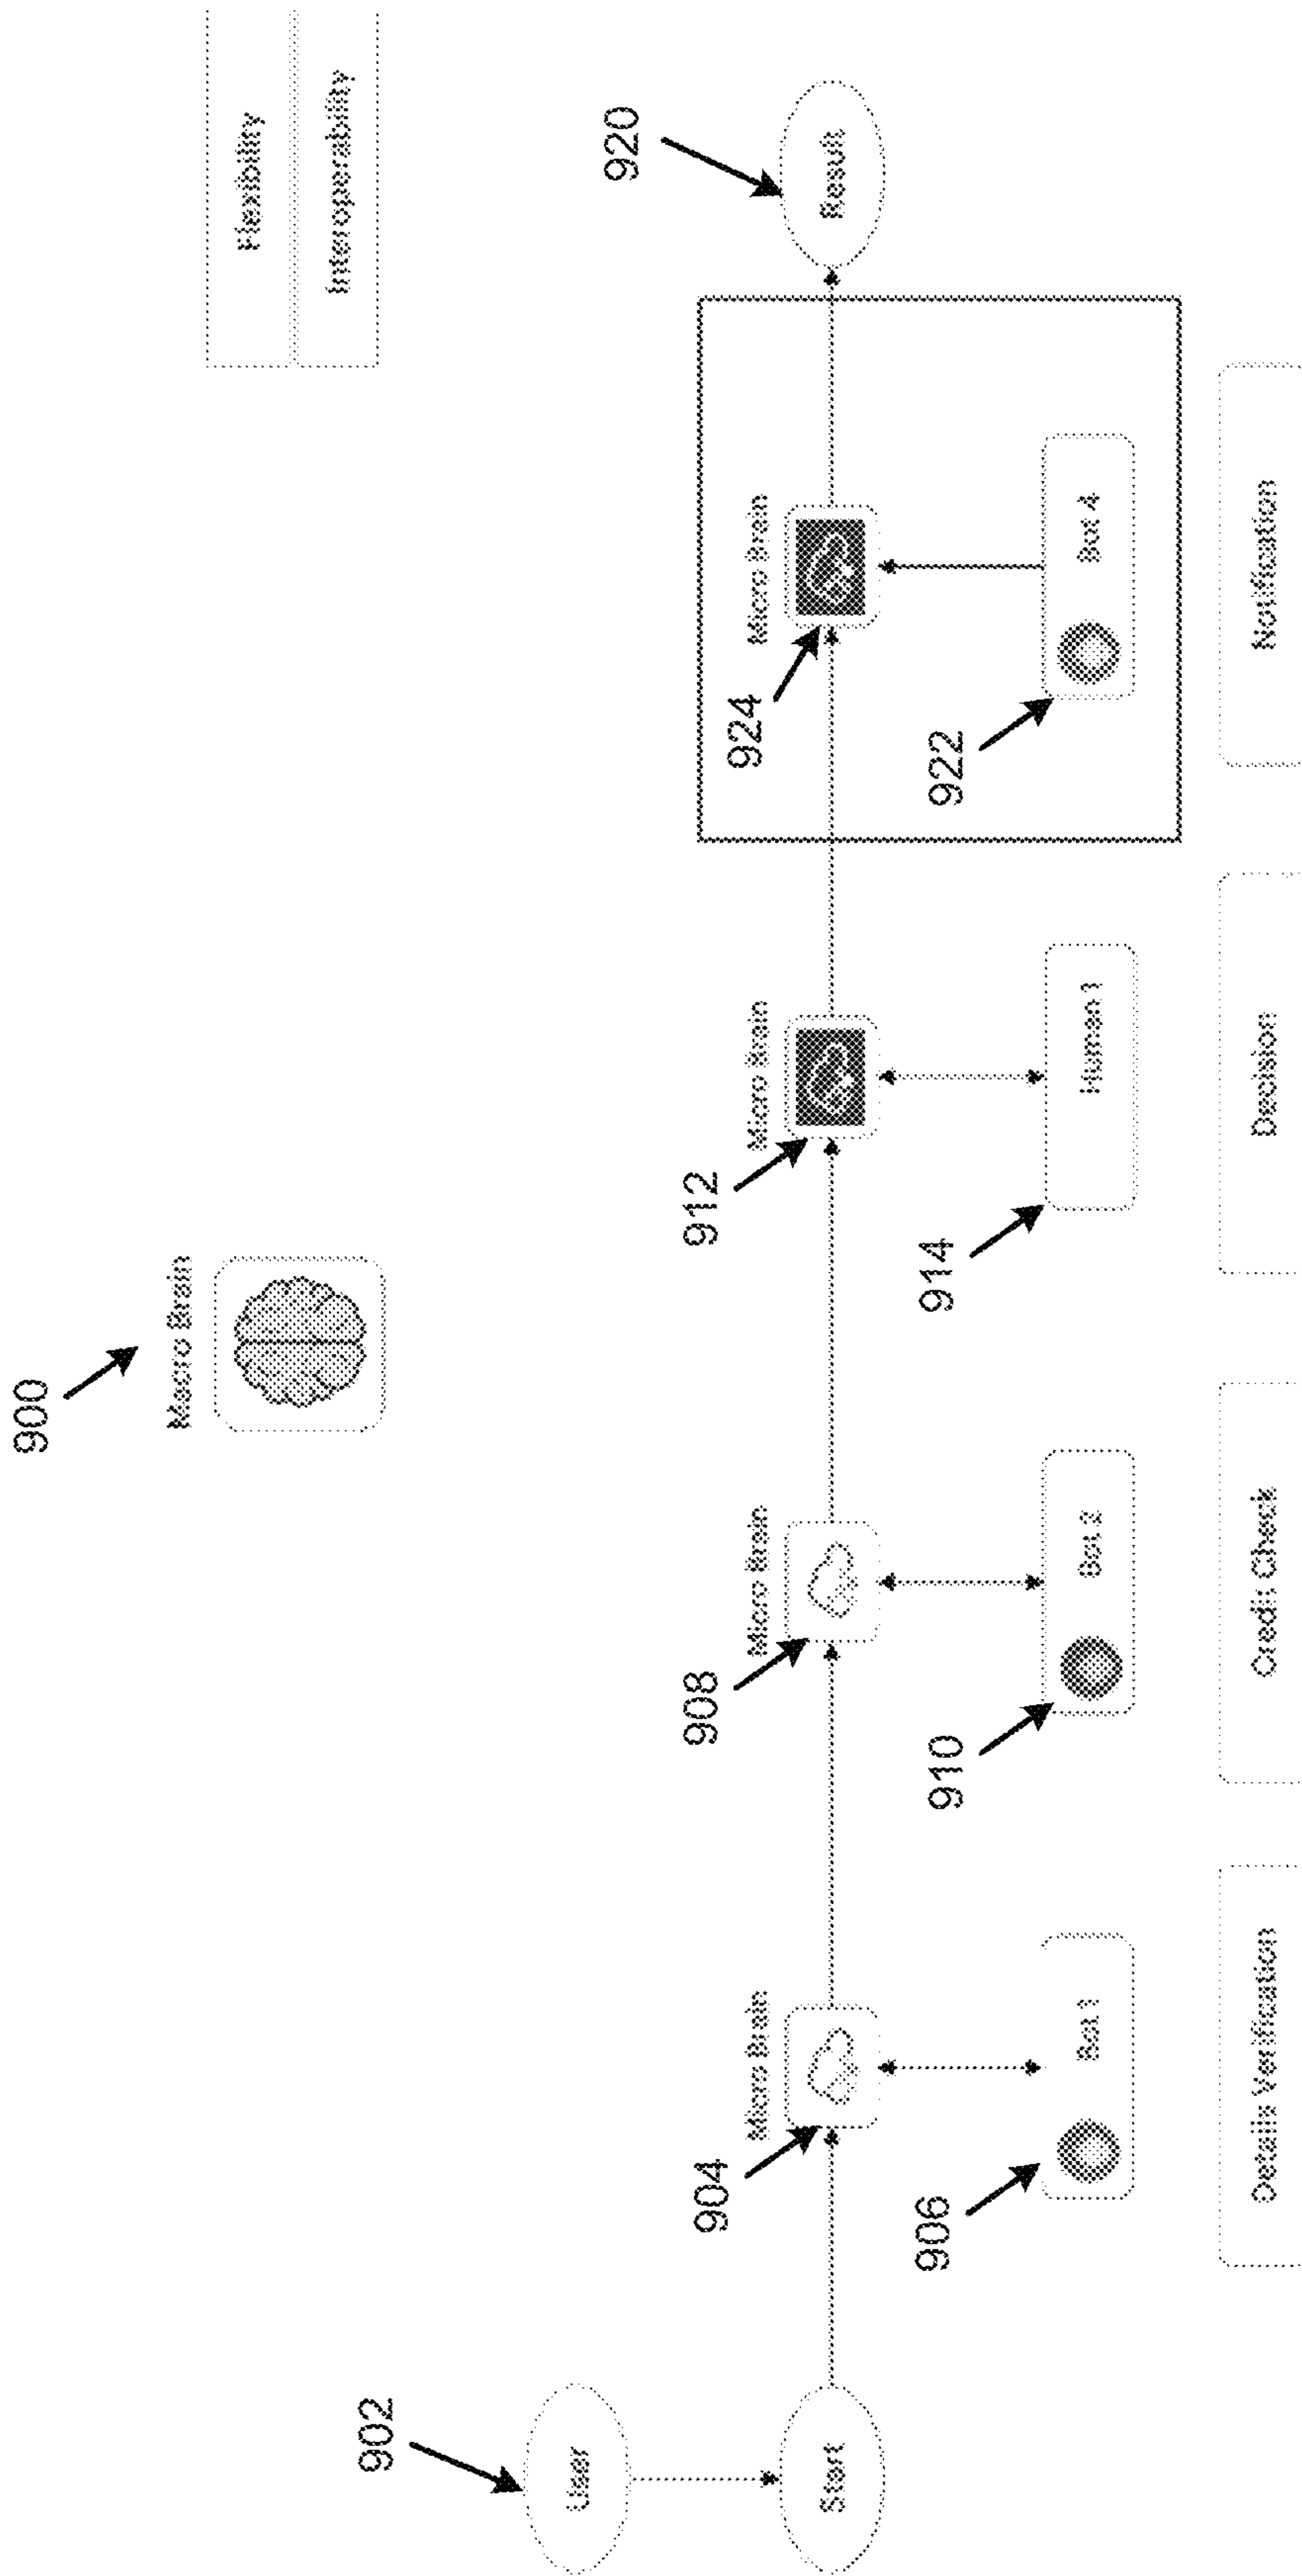 900
Macro Brain
Flexibility
Interoperability
902
User
Start
904
Micro Brain
908
Micro Brain
912
Micro Brain
924
Micro Brain
920
Result
906
Bot 1
910
Bot 2
914
Human 1
922
Bot 4
Details Verification
Credit Check
Decision
Notification